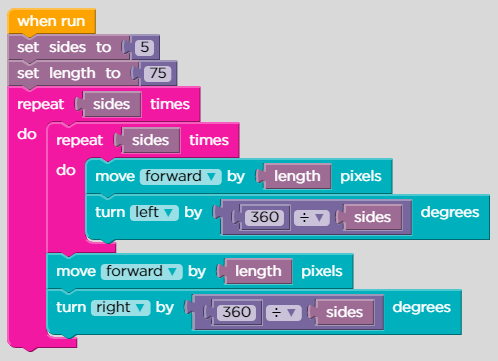 when run
set sides to 5
set length to 75
repeat sides times
do repeat sides times
do move forward ▼ by length pixels
turn left ▼ by 360 ÷ ▼ sides degrees
move forward ▼ by length pixels
turn right ▼ by 360 ÷ ▼ sides degrees